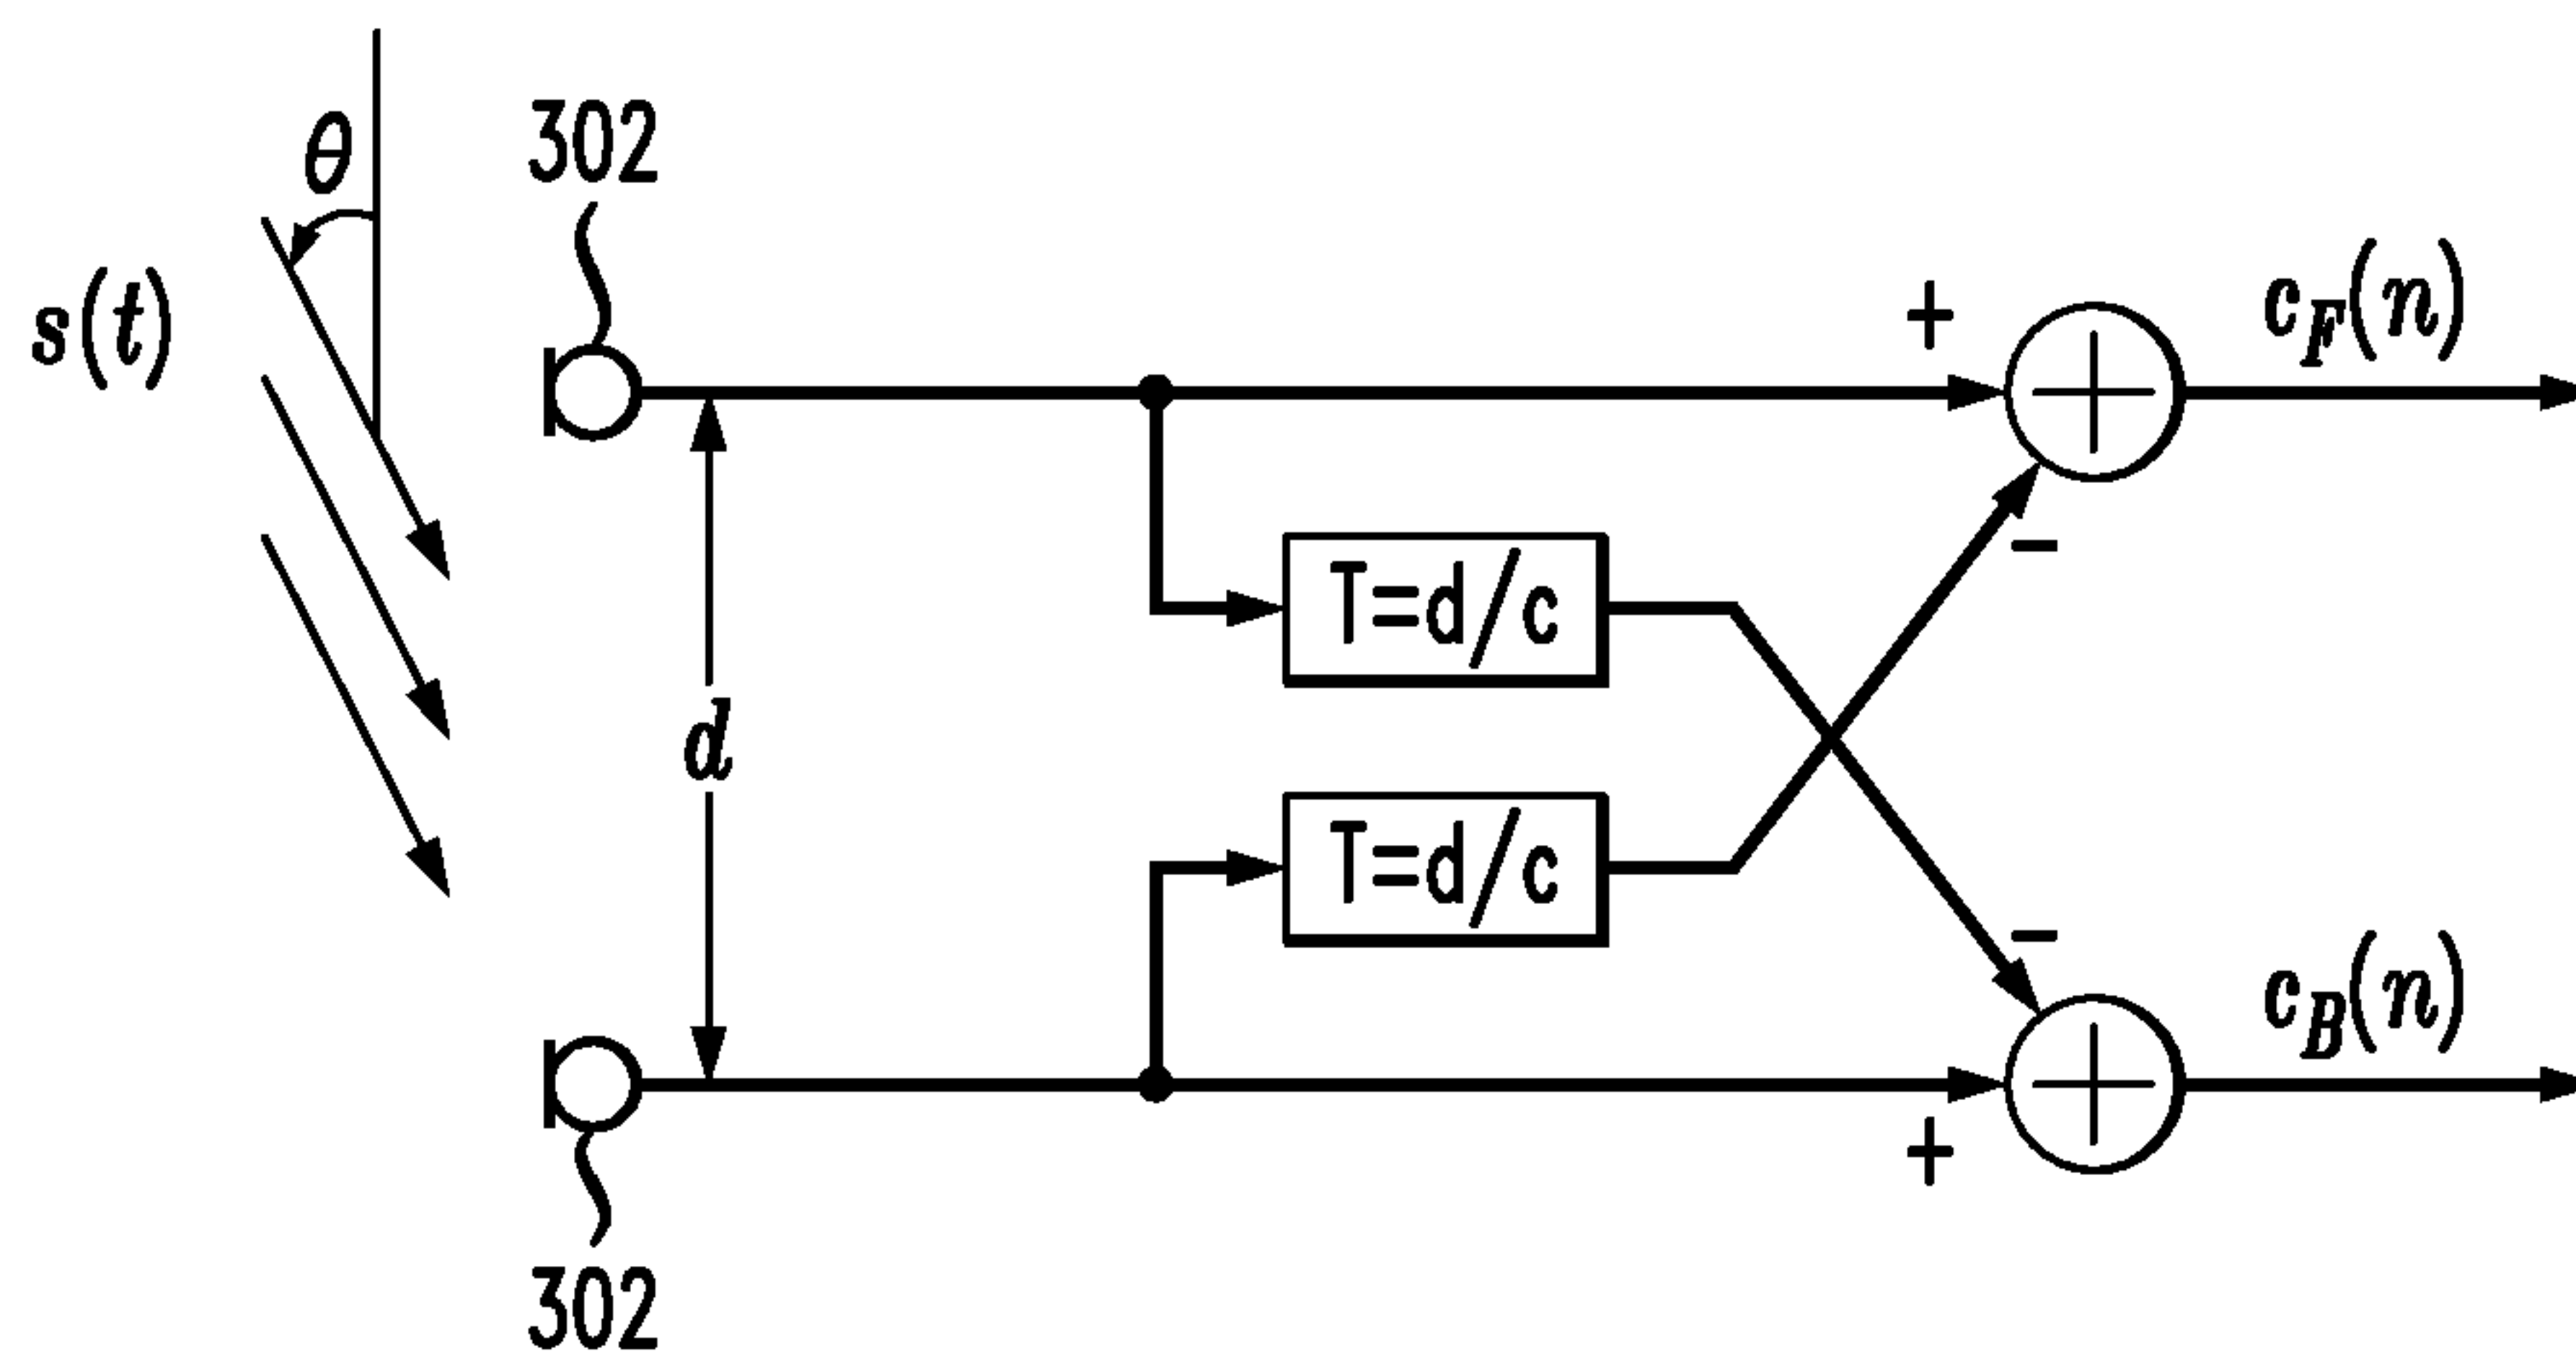 θ
302
s(t)
+
c_F(n)
−
T=d/c
d
T=d/c
−
c_B(n)
+
302